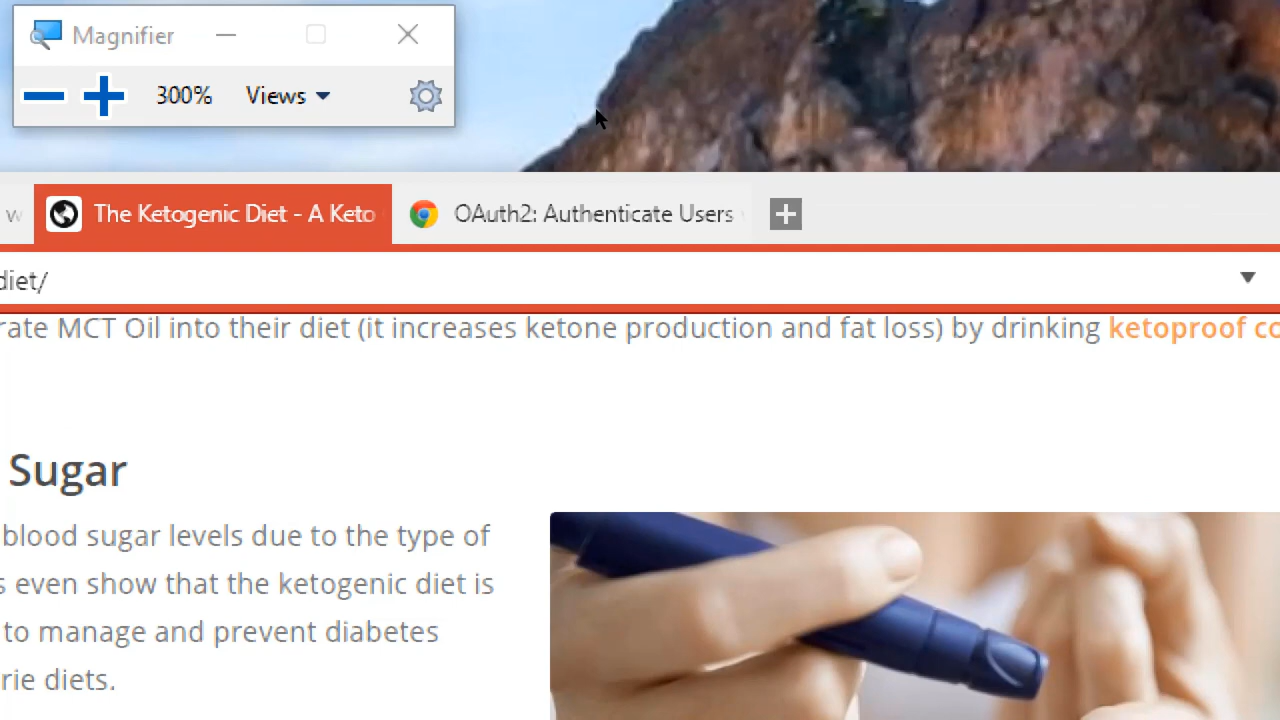 Magnifier
300% Views
w The Ketogenic Diet - A Keto OAuth2: Authenticate Users
diet/
rate MCT Oil into their diet (it increases ketone production and fat loss) by drinking ketoproof co
Sugar
blood sugar levels due to the type of
s even show that the ketogenic diet is
to manage and prevent diabetes
rie diets.